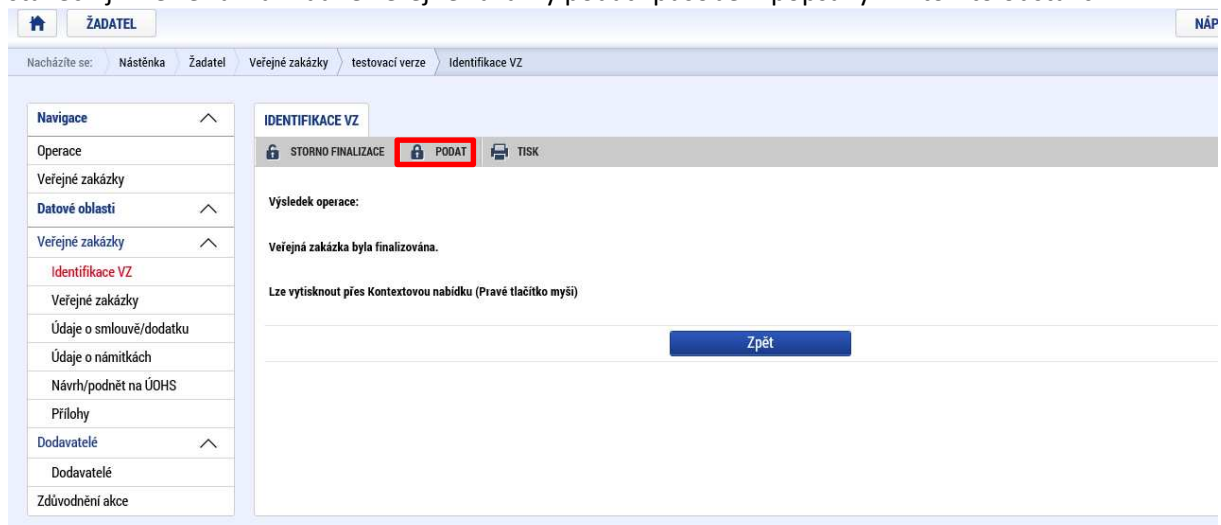 ŽADATEL
NÁP
Nacházíte se: Nástěnka Žadatel Veřejné zakázky testovací verze Identifikace VZ
Navigace
Operace
Veřejné zakázky
Datové oblasti
Veřejné zakázky
Identifikace VZ
Veřejné zakázky
Údaje o smlouvě/dodatku
Údaje o námitkách
Návrh/podnět na ÚOHS
Přílohy
Dodavatelé
Dodavatelé
Zdůvodnění akce
IDENTIFIKACE VZ
STORNO FINALIZACE PODAT TISK
Výsledek operace:
Veřejná zakázka byla finalizována.
Lze vytisknout přes Kontextovou nabídku (Pravé tlačítko myši)
Zpět